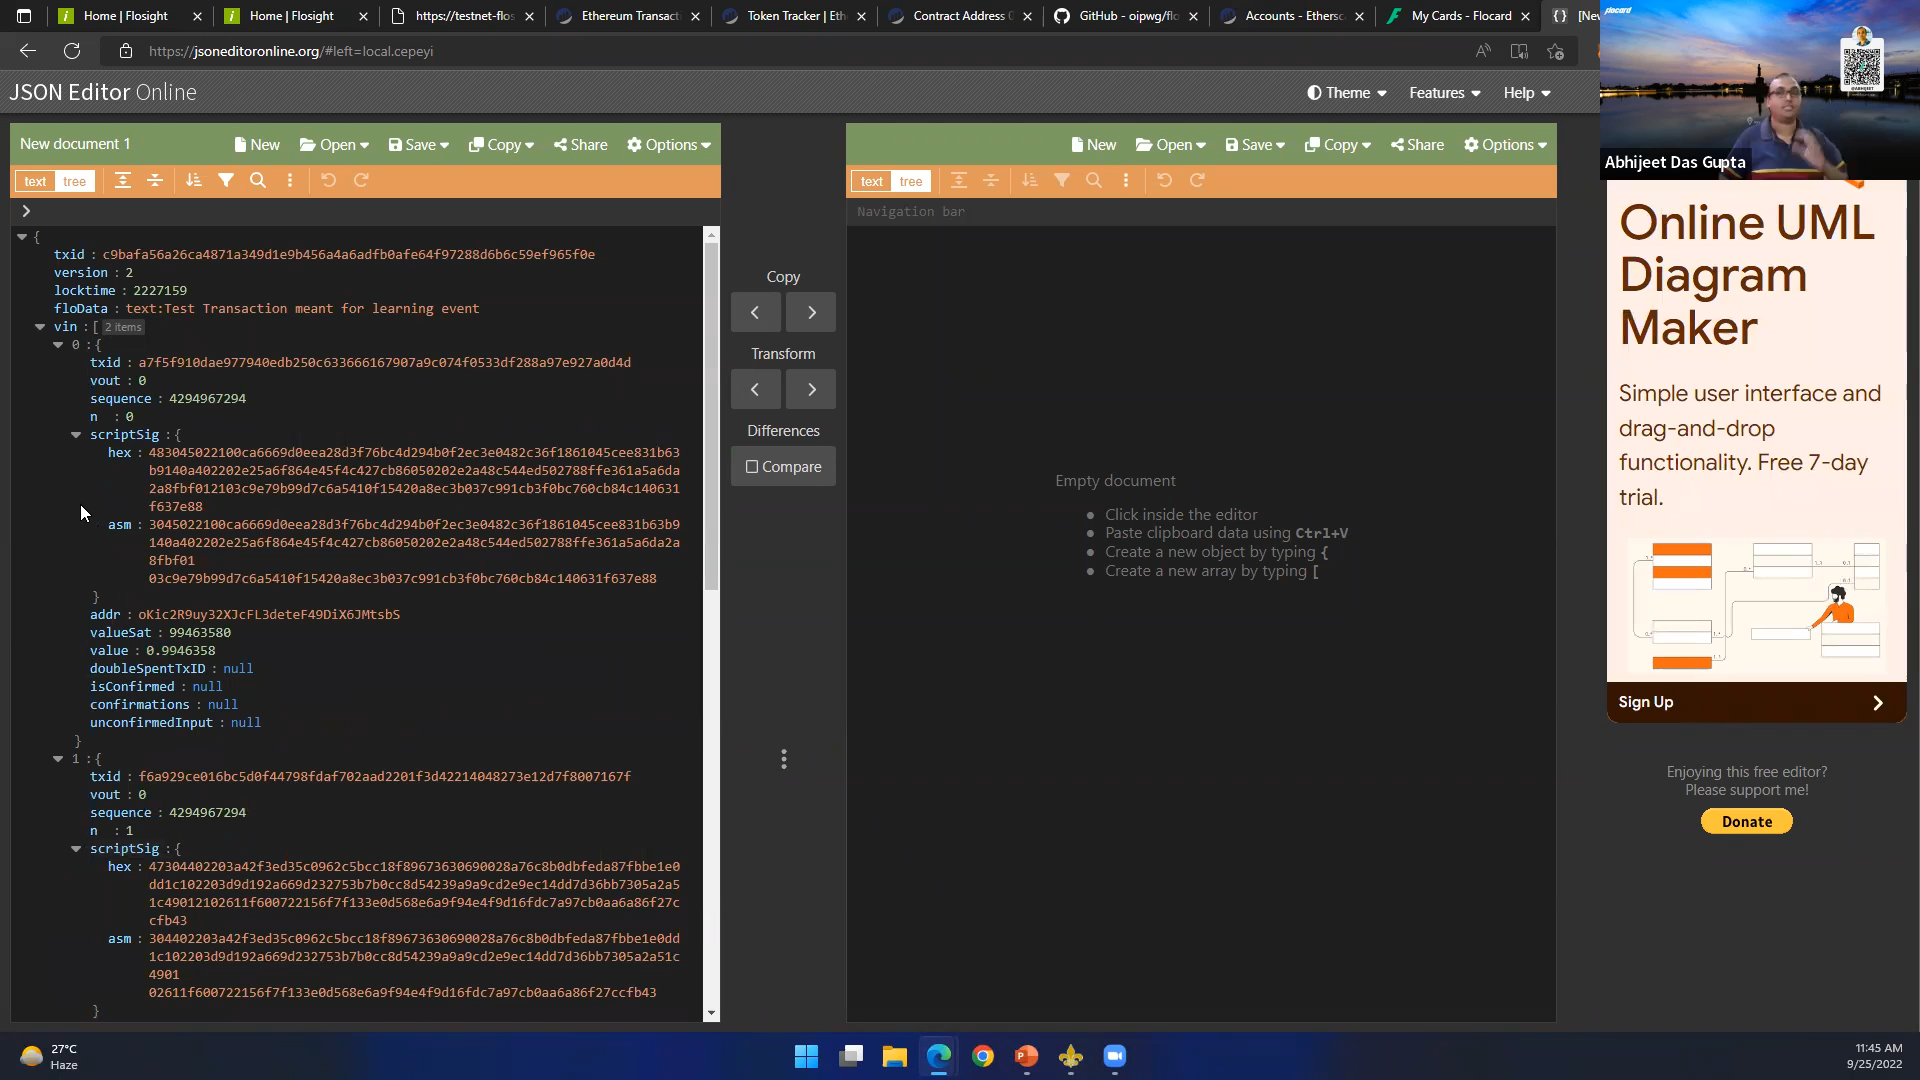 Home | Flosight
Home | Flosight
https://testnet-flos
Ethereum Transacti
Token Tracker | Eth
Contract Address
GitHub - oipwg/flo
Accounts - Ethersc
My Cards - Flocard
[New
https://jsoneditoronline.org/#left=local.cepeyi
JSON Editor Online
Theme
Features
Help
New document 1
New
Open
Save
Copy
Share
Options
text
tree
{
txid : c9bafa56a26ca4871a349d1e9b456a4a6adfb0afe64f97288d6b6c59ef965f0e
version : 2
locktime : 2227159
floData : text:Test Transaction meant for learning event
vin : [ 2 items
0 : {
txid : a7f5f910dae977940edb250c633666167907a9c074f0533df288a97e927a0d4d
vout : 0
sequence : 4294967294
n : 0
scriptSig : {
hex : 483045022100ca6669d0eea28d3f76bc4d294b0f2ec3e0482c36f1861045cee831b63
b9140a402202e25a6f864e45f4c427cb86050202e2a48c544ed502788ffe361a5a6da
2a8fbf012103c9e79b99d7c6a5410f15420a8ec3b037c991cb3f0bc760cb84c140631
f637e88
asm : 3045022100ca6669d0eea28d3f76bc4d294b0f2ec3e0482c36f1861045cee831b63b9
140a402202e25a6f864e45f4c427cb86050202e2a48c544ed502788ffe361a5a6da2a
8fbf01
03c9e79b99d7c6a5410f15420a8ec3b037c991cb3f0bc760cb84c140631f637e88
}
addr : oKic2R9uy32XJcFL3deteF49DiX6JMtsbS
valueSat : 99463580
value : 0.9946358
doubleSpentTxID : null
isConfirmed : null
confirmations : null
unconfirmedInput : null
}
1 : {
txid : f6a929ce016bc5d0f44798fdaf702aad2201f3d42214048273e12d7f8007167f
vout : 0
sequence : 4294967294
n : 1
scriptSig : {
hex : 47304402203a42f3ed35c0962c5bcc18f89673630690028a76c8b0dbfeda87fbbe1e0
dd1c102203d9d192a669d232753b7b0cc8d54239a9a9cd2e9ec14dd7d36bb7305a2a5
1c49012102611f600722156f7f133e0d568e6a9f94e4f9d16fdc7a97cb0aa6a86f27c
cfb43
asm : 304402203a42f3ed35c0962c5bcc18f89673630690028a76c8b0dbfeda87fbbe1e0dd
1c102203d9d192a669d232753b7b0cc8d54239a9a9cd2e9ec14dd7d36bb7305a2a51c
4901
02611f600722156f7f133e0d568e6a9f94e4f9d16fdc7a97cb0aa6a86f27ccfb43
}
Copy
Transform
Differences
Compare
New
Open
Save
Copy
Share
Options
text
tree
Navigation bar
Empty document
Click inside the editor
Paste clipboard data using Ctrl+V
Create a new object by typing {
Create a new array by typing [
flocard
@ABHIJEET
Abhijeet Das Gupta
Online UML
Diagram
Maker
Simple user interface and
drag-and-drop
functionality. Free 7-day
trial.
Sign Up
Enjoying this free editor?
Please support me!
Donate
27°C
Haze
11:45 AM
9/25/2022